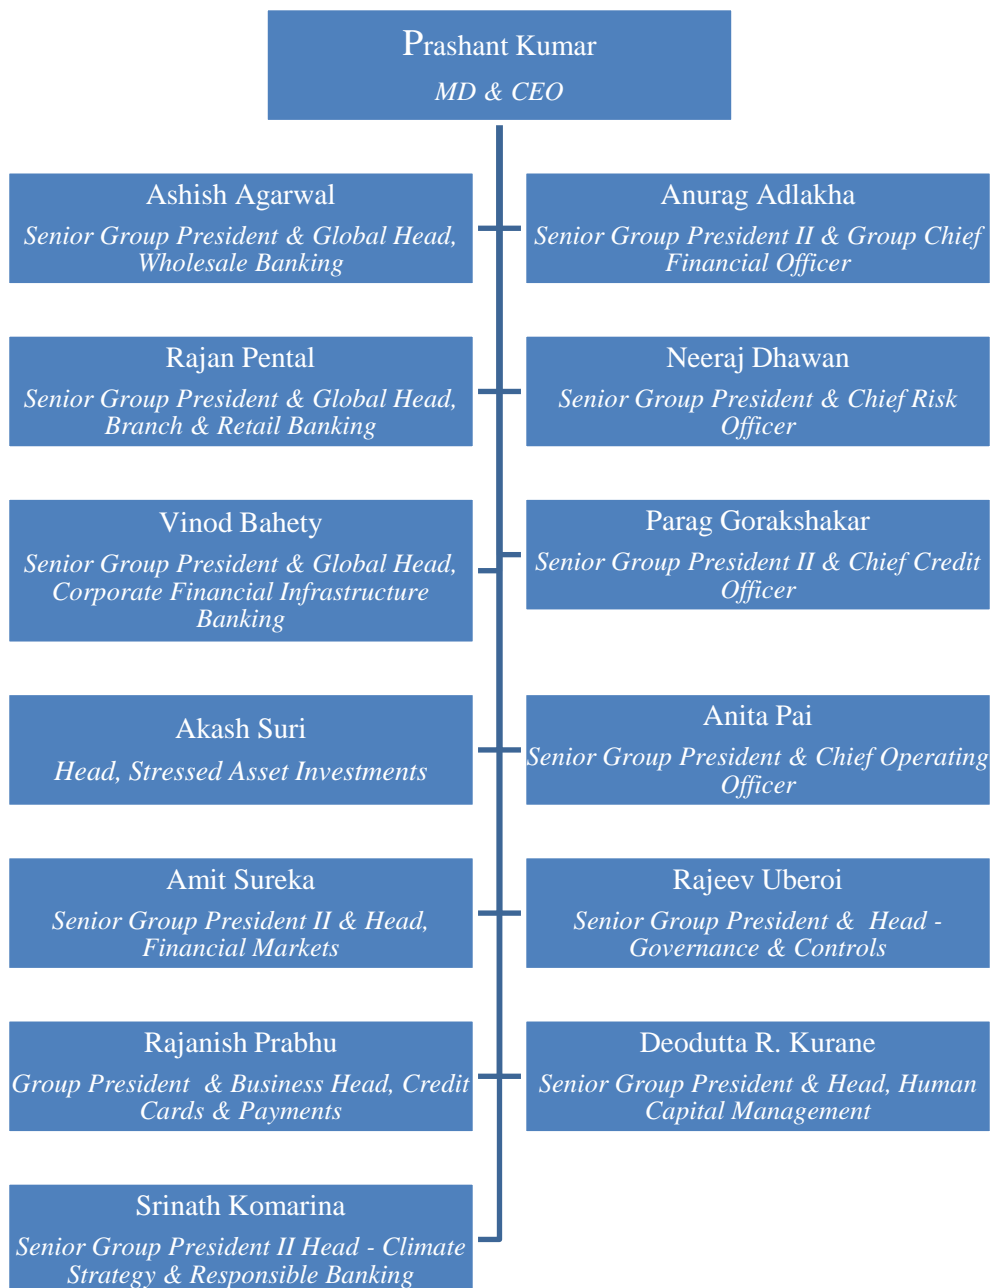 Prashant Kumar
MD & CEO
Ashish Agarwal
Senior Group President & Global Head,
Wholesale Banking
Anurag Adlakha
Senior Group President II & Group Chief
Financial Officer
Rajan Pental
Senior Group President & Global Head,
Branch & Retail Banking
Neeraj Dhawan
Senior Group President & Chief Risk
Officer
Vinod Bahety
Senior Group President & Global Head,
Corporate Financial Infrastructure
Banking
Parag Gorakshakar
Senior Group President II & Chief Credit
Officer
Akash Suri
Head, Stressed Asset Investments
Anita Pai
Senior Group President & Chief Operating
Officer
Amit Sureka
Senior Group President II & Head,
Financial Markets
Rajeev Uberoi
Senior Group President &  Head -
Governance & Controls
Rajanish Prabhu
Group President  & Business Head, Credit
Cards & Payments
Deodutta R. Kurane
Senior Group President & Head, Human
Capital Management
Srinath Komarina
Senior Group President II Head - Climate
Strategy & Responsible Banking